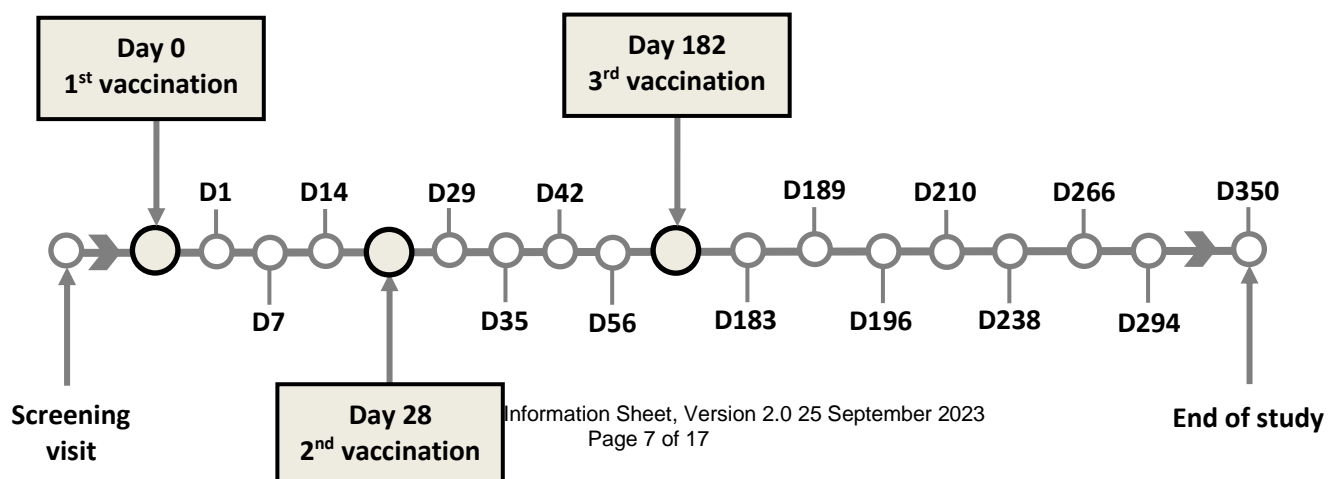 Day 0
1st vaccination
Day 182
3rd vaccination
D1
D14
D29
D42
D189
D210
D266
D350
D7
D35
D56
D183
D196
D238
D294
Screening
visit
Day 28
2nd vaccination
Information Sheet, Version 2.0 25 September 2023
Page 7 of 17
End of study